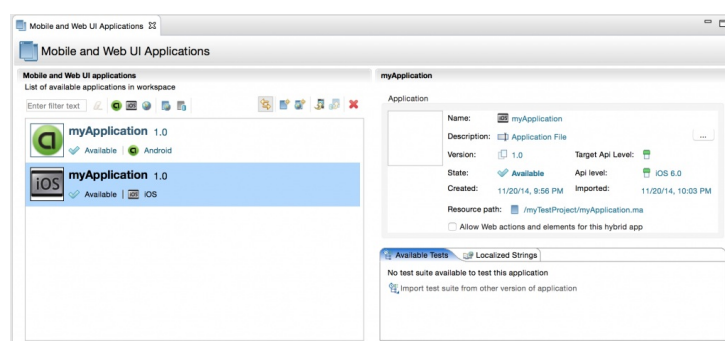 Mobile and Web UI Applications
Mobile and Web UI Applications
Mobile and Web UI applications
List of available applications in workspace
Enter filter text
iOS
myApplication 1.0
Available | Android
iOS
myApplication 1.0
Available | iOS iOS
myApplication
Application
Name: iOS myApplication
Description: Application File ...
Version: 1.0 Target Api Level:
State: Available Api level: iOS 6.0
Created: 11/20/14, 9:56 PM Imported: 11/20/14, 10:03 PM
Resource path: /myTestProject/myApplication.ma
Allow Web actions and elements for this hybrid app
Available Tests Localized Strings
No test suite available to test this application
Import test suite from other version of application